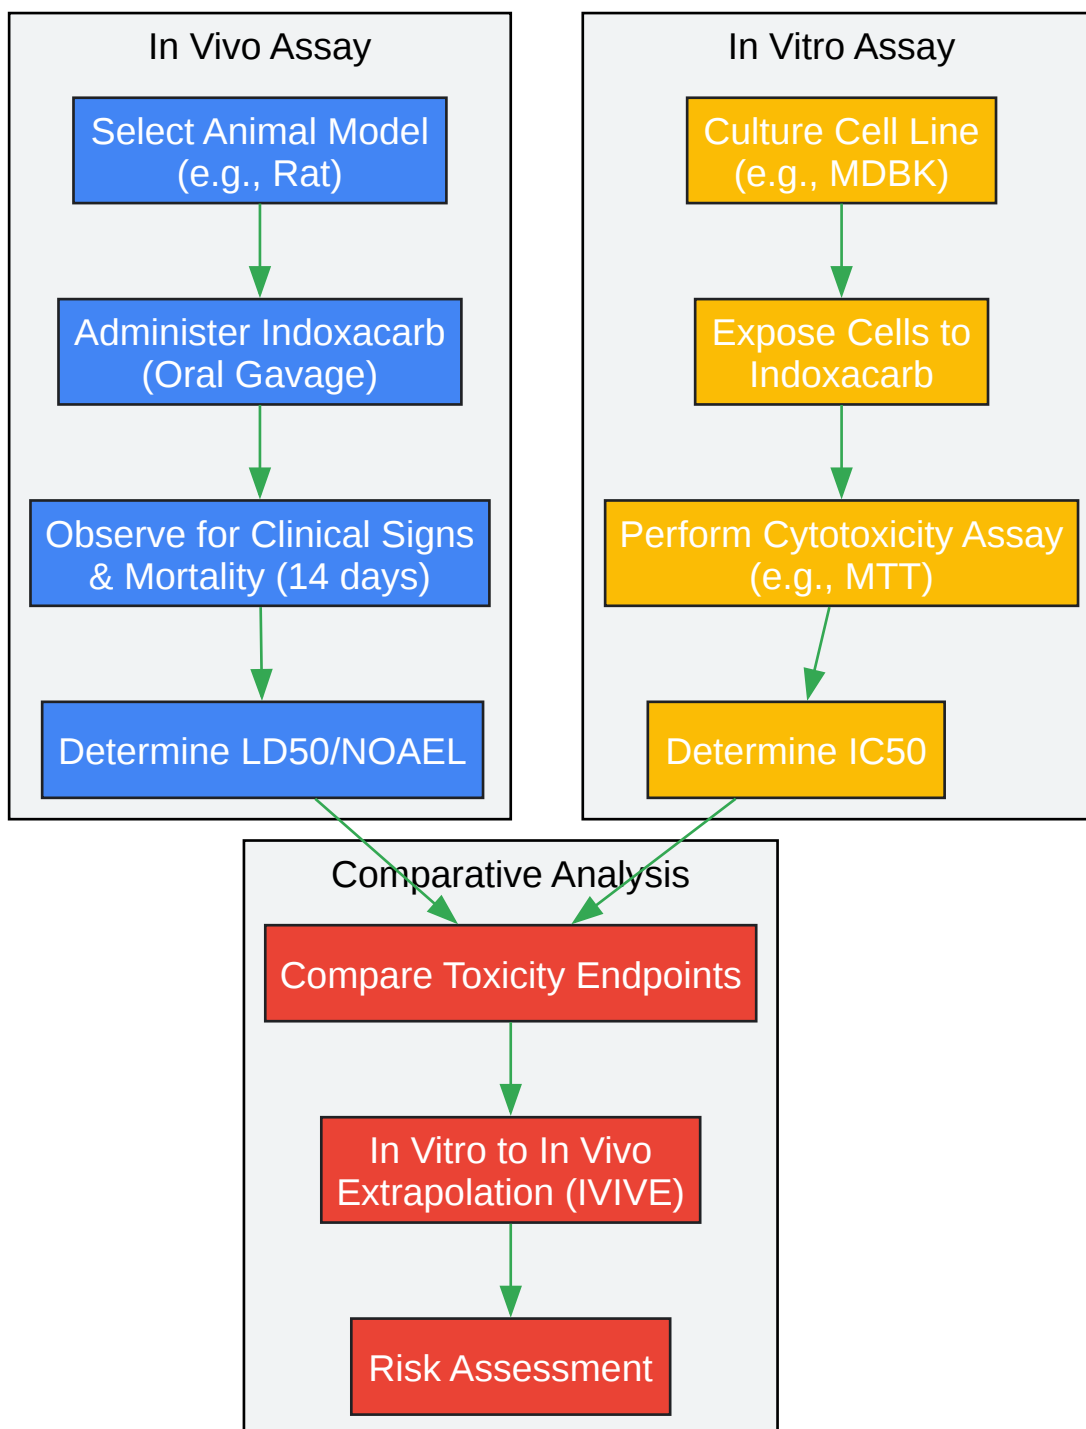 In Vivo Assay
Select Animal Model
(e.g., Rat)
Administer Indoxacarb
(Oral Gavage)
Observe for Clinical Signs
& Mortality (14 days)
Determine LD50/NOAEL
In Vitro Assay
Culture Cell Line
(e.g., MDBK)
Expose Cells to
Indoxacarb
Perform Cytotoxicity Assay
(e.g., MTT)
Determine IC50
Comparative Analysis
Compare Toxicity Endpoints
In Vitro to In Vivo
Extrapolation (IVIVE)
Risk Assessment